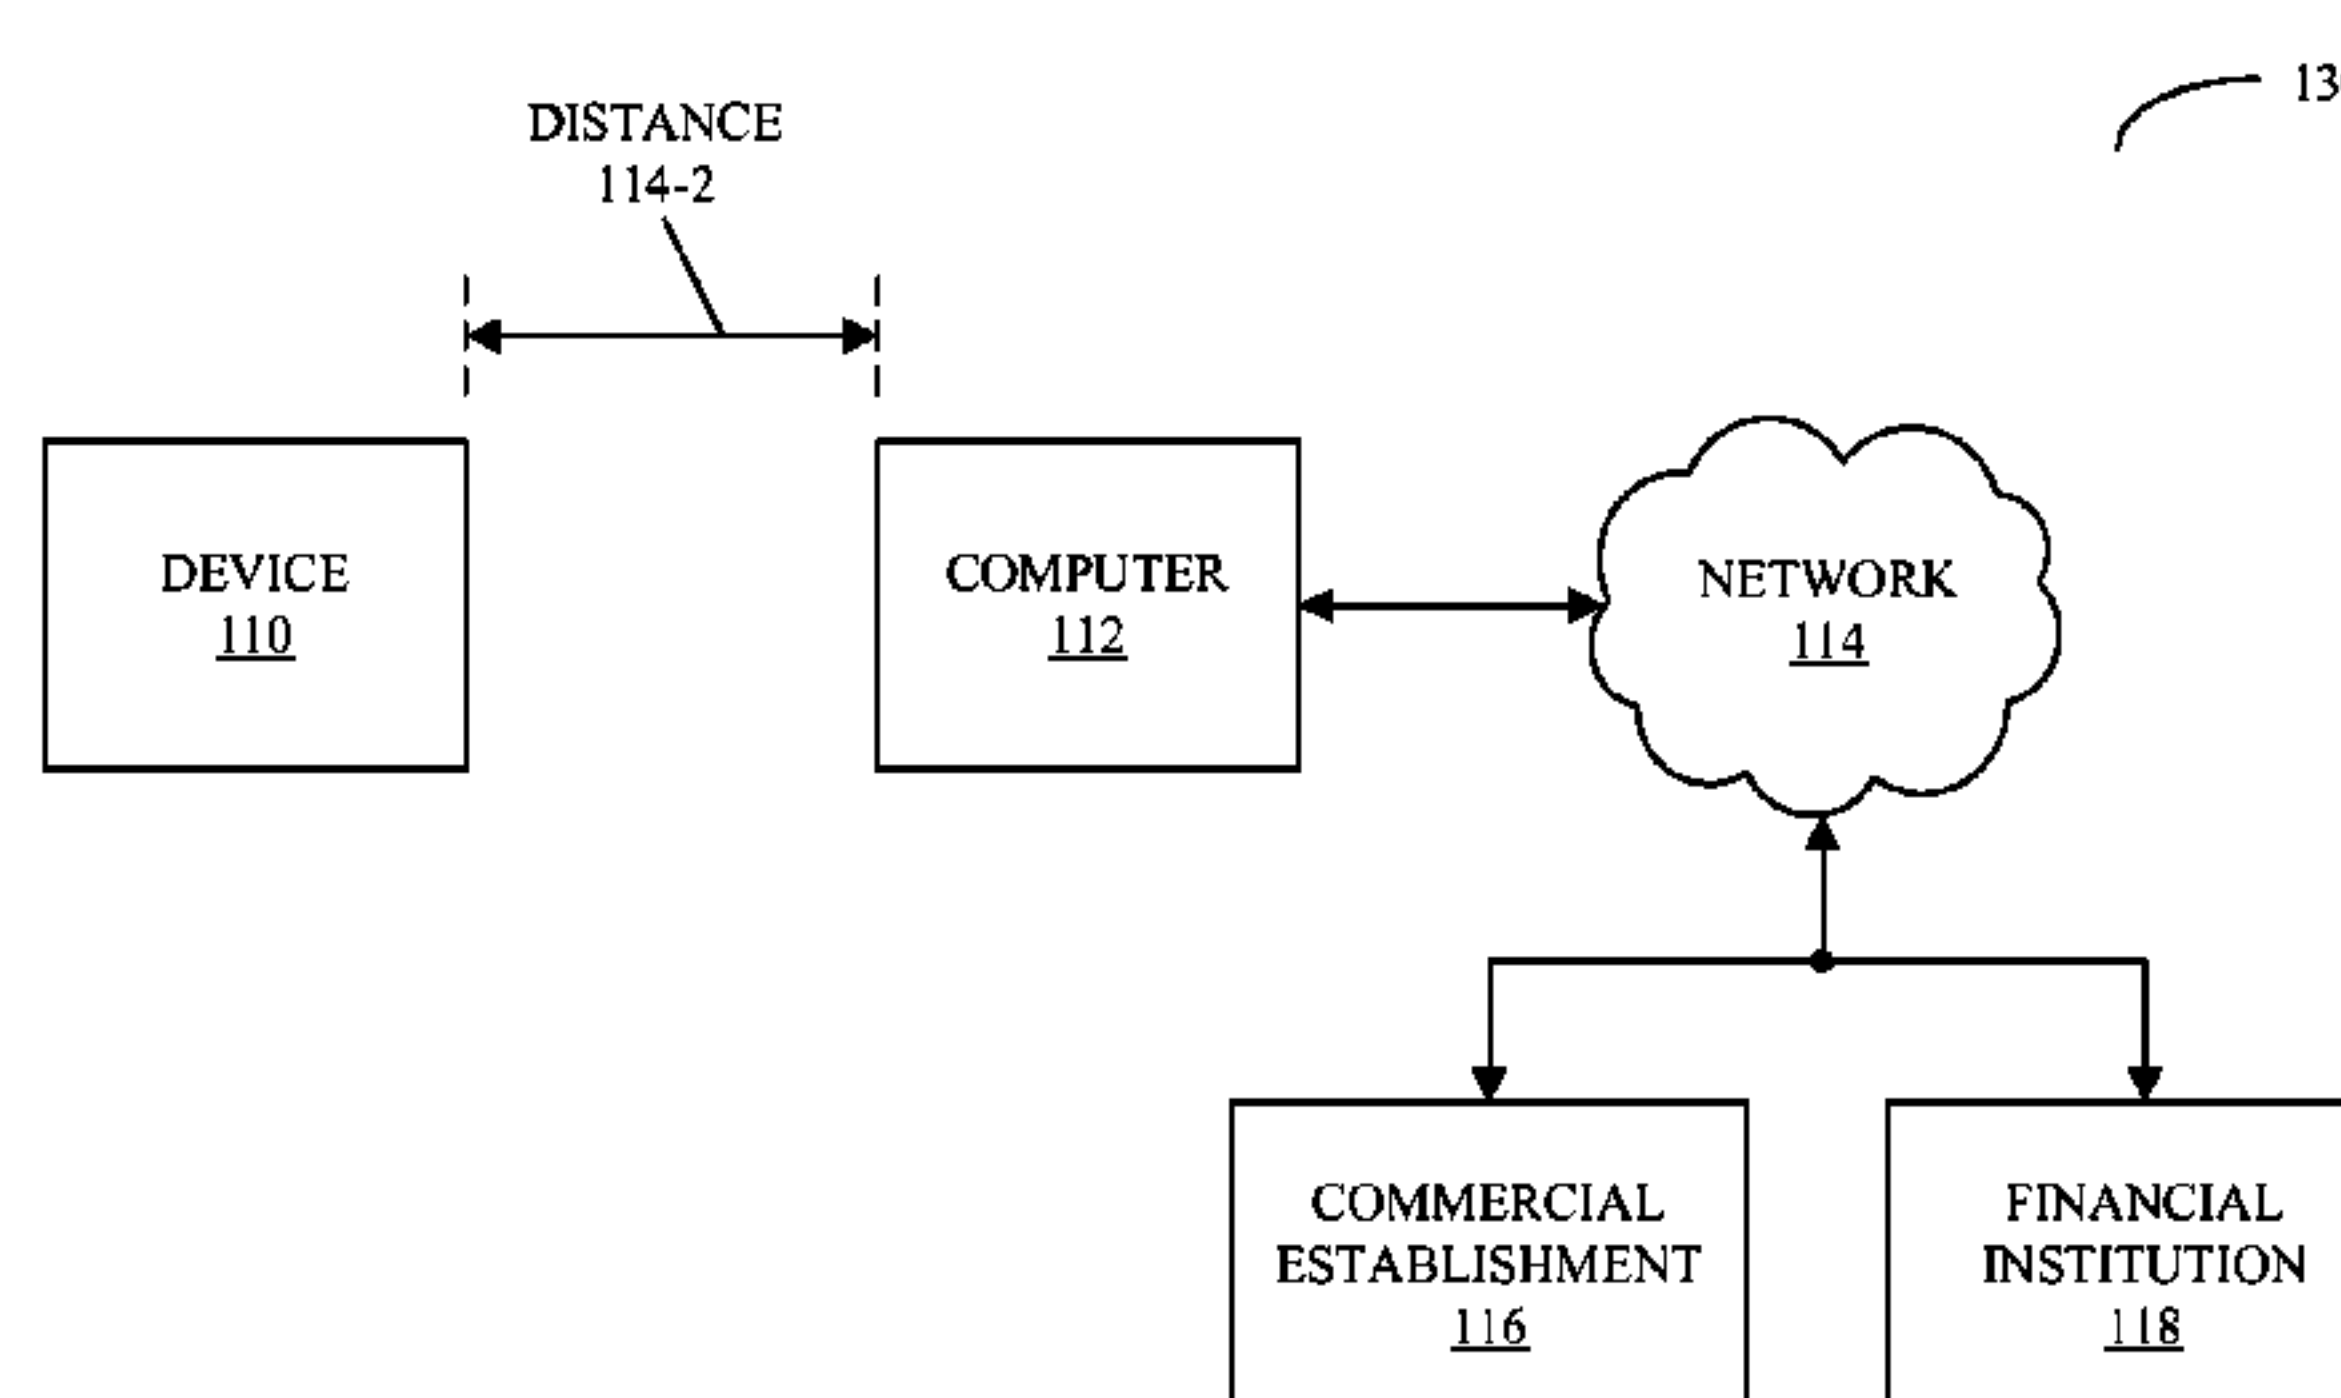 DISTANCE
114-2
DEVICE
110
COMPUTER
112
NETWORK
114
COMMERCIAL
ESTABLISHMENT
116
FINANCIAL
INSTITUTION
118